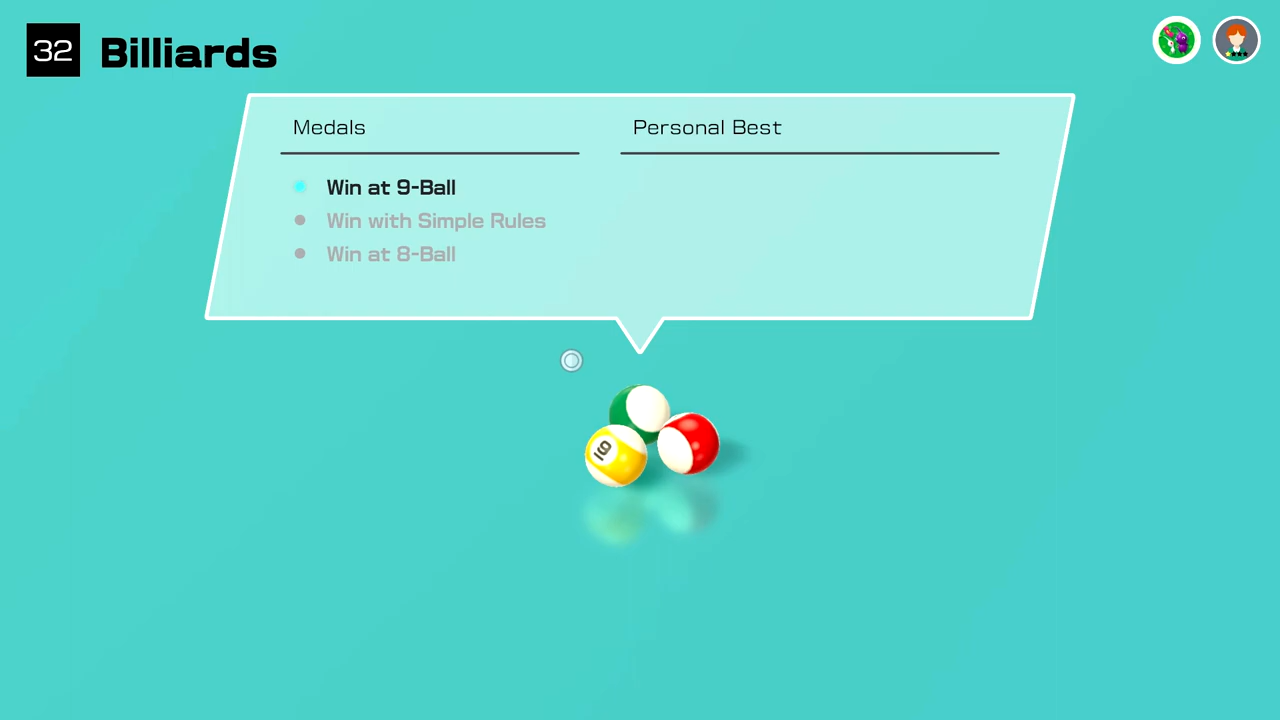 32 Billiards
Medals
Personal Best
Win at 9-Ball
Win with Simple Rules
Win at 8-Ball
9